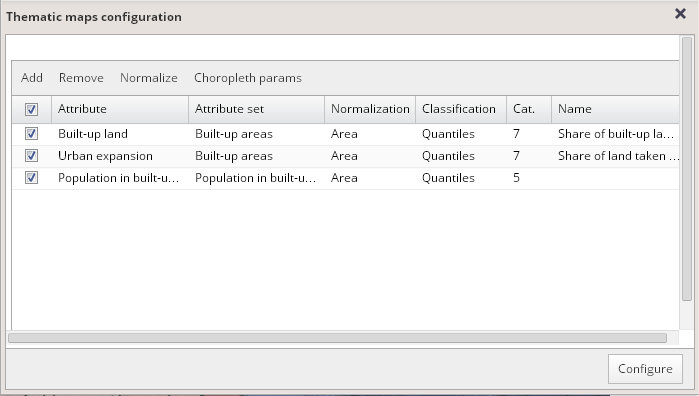 Thematic maps configuration
Add Remove Normalize Choropleth params
Attribute Attribute set Normalization Classification Cat. Name
Built-up land Built-up areas Area Quantiles 7 Share of built-up la...
Urban expansion Built-up areas Area Quantiles 7 Share of land taken ...
Population in built-u... Population in built-u... Area Quantiles 5
Configure